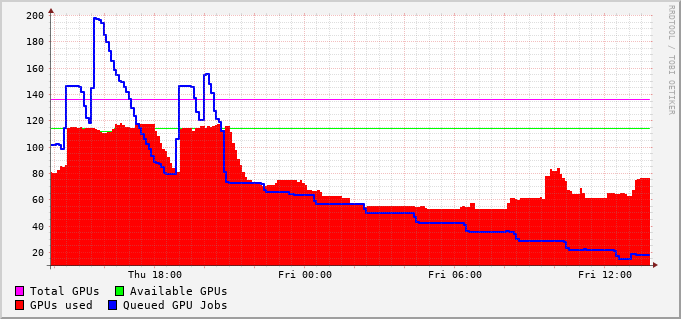 200
180
160
140
120
100
80
60
40
20
Thu 18:00 Fri 00:00 Fri 06:00 Fri 12:00
Total GPUs Available GPUs
GPUs used Queued GPU Jobs
RRDTOOL / TOBI OETIKER